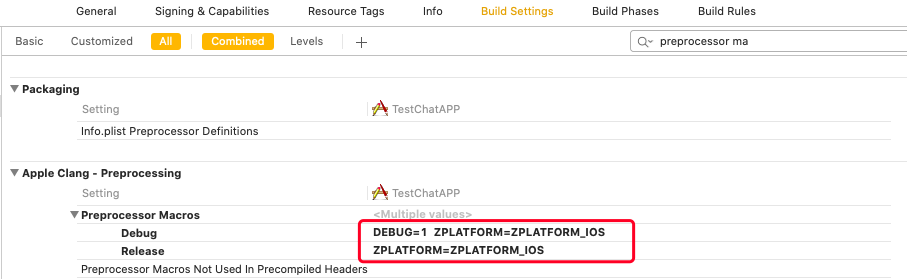 General Signing & Capabilities Resource Tags Info Build Settings Build Phases Build Rules
Basic Customized All Combined Levels + preprocessor ma
Packaging
Setting TestChatAPP
Info.plist Preprocessor Definitions
Apple Clang - Preprocessing
Setting TestChatAPP
Preprocessor Macros <Multiple values>
Debug DEBUG=1 ZPLATFORM=ZPLATFORM_IOS
Release ZPLATFORM=ZPLATFORM_IOS
Preprocessor Macros Not Used In Precompiled Headers